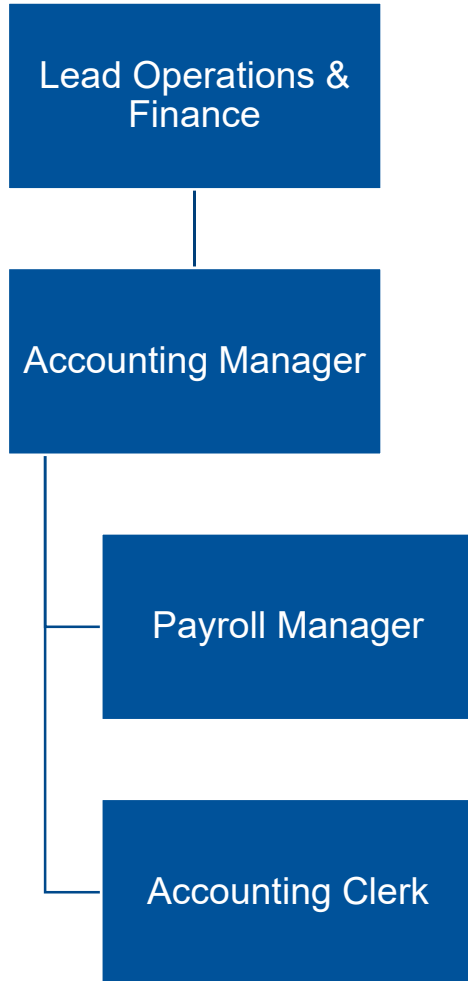 Lead Operations &
Finance
Accounting Manager
Payroll Manager
Accounting Clerk